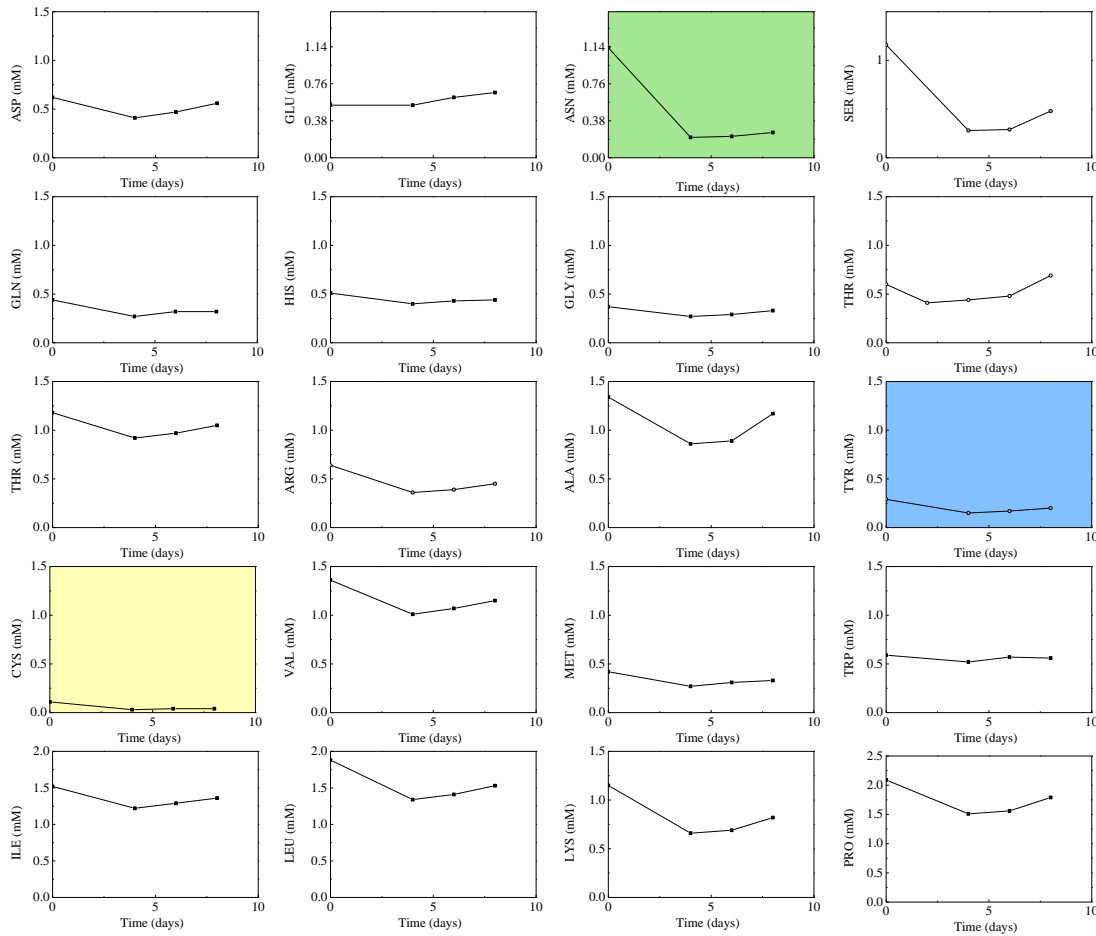 1.5 1.0 0.5 0.0 ASP (mM) 0 5 10 Time (days)
1.14 0.76 0.38 0.00 GLU (mM) 0 5 10 Time (days)
1.14 0.76 0.38 0.00 ASN (mM) 0 5 10 Time (days)
1 0 SER (mM) 0 5 10 Time (days)
1.5 1.0 0.5 0.0 GLN (mM) 0 5 10 Time (days)
1.5 1.0 0.5 0.0 HIS (mM) 0 5 10 Time (days)
1.5 1.0 0.5 0.0 GLY (mM) 0 5 10 Time (days)
1.5 1.0 0.5 0.0 THR (mM) 0 5 10 Time (days)
1.5 1.0 0.5 0.0 THR (mM) 0 5 10 Time (days)
1.5 1.0 0.5 0.0 ARG (mM) 0 5 10 Time (days)
1.5 1.0 0.5 0.0 ALA (mM) 0 5 10 Time (days)
1.5 1.0 0.5 0.0 TYR (mM) 0 5 10 Time (days)
1.5 1.0 0.5 0.0 CYS (mM) 0 5 10 Time (days)
1.5 1.0 0.5 0.0 VAL (mM) 0 5 10 Time (days)
1.5 1.0 0.5 0.0 MET (mM) 0 5 10 Time (days)
1.5 1.0 0.5 0.0 TRP (mM) 0 5 10 Time (days)
2.0 1.5 1.0 0.5 0.0 ILE (mM) 0 5 10 Time (days)
2.0 1.5 1.0 0.5 0.0 LEU (mM) 0 5 10 Time (days)
1.5 1.0 0.5 0.0 LYS (mM) 0 5 10 Time (days)
2.5 2.0 1.5 1.0 0.5 0.0 PRO (mM) 0 5 10 Time (days)